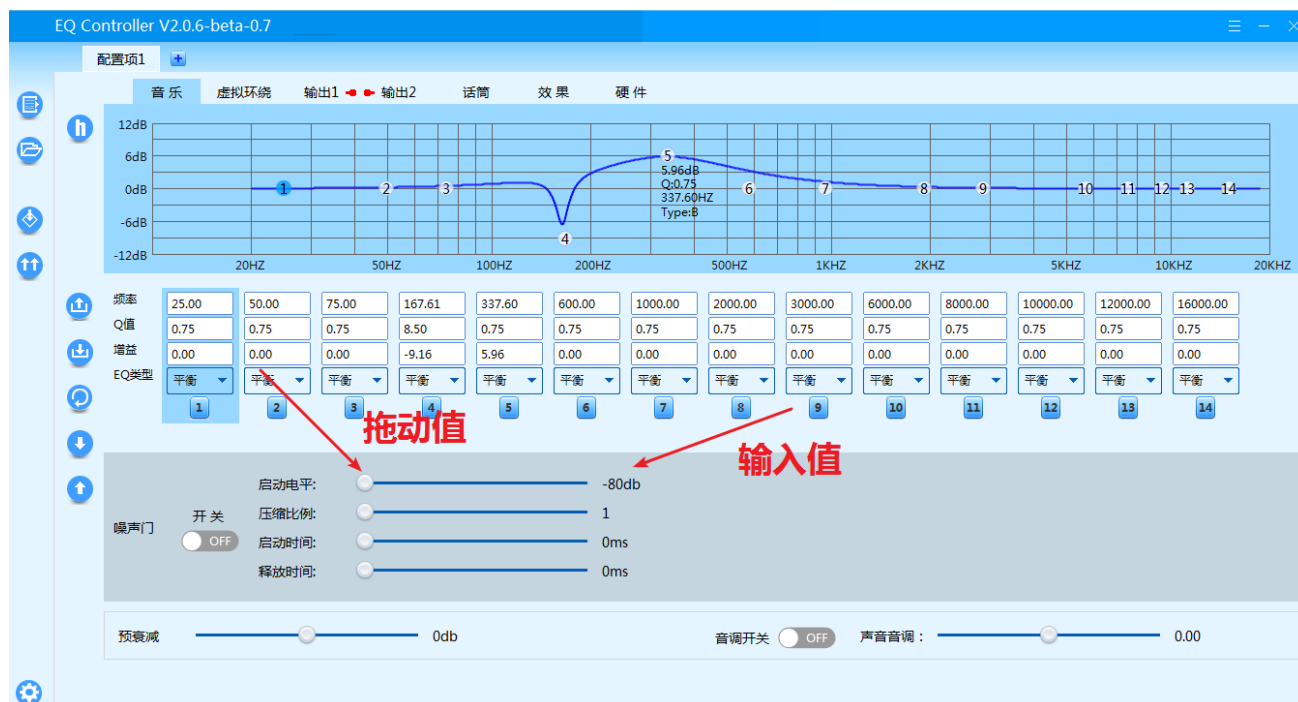 EQ Controller V2.0.6-beta-0.7
配置项1
音乐 虚拟环绕 输出1 输出2 话筒 效果 硬件
h
12dB
6dB
0dB
-6dB
-12dB
1 2 3 4 5 6 7 8 9 10 11 12 13 14
5.96dB
Q:0.75
337.60HZ
Type:B
20HZ 50HZ 100HZ 200HZ 500HZ 1KHZ 2KHZ 5KHZ 10KHZ 20KHZ
频率 25.00 50.00 75.00 167.61 337.60 600.00 1000.00 2000.00 3000.00 6000.00 8000.00 10000.00 12000.00 16000.00
Q值 0.75 0.75 0.75 8.50 0.75 0.75 0.75 0.75 0.75 0.75 0.75 0.75 0.75 0.75
增益 0.00 0.00 0.00 -9.16 5.96 0.00 0.00 0.00 0.00 0.00 0.00 0.00 0.00 0.00
EQ类型 平衡 平衡 平衡 平衡 平衡 平衡 平衡 平衡 平衡 平衡 平衡 平衡 平衡 平衡
1 2 3 4 5 6 7 8 9 10 11 12 13 14
拖动值 输入值
噪声门 开关 OFF
启动电平: -80db
压缩比例: 1
启动时间: 0ms
释放时间: 0ms
预衰减 0db 音调开关 OFF 声音音调： 0.00